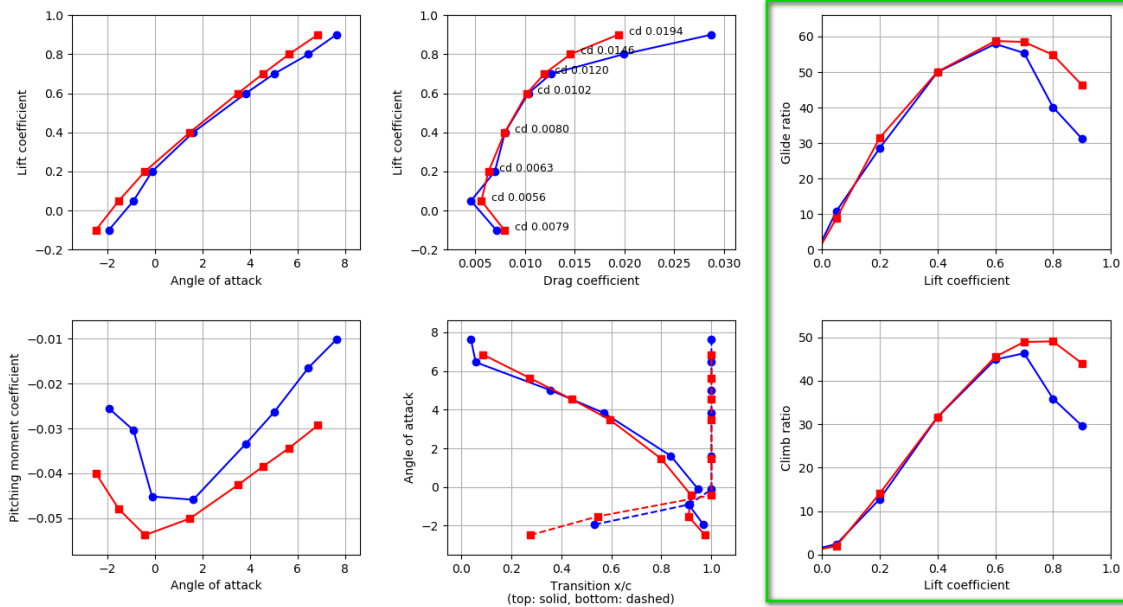 1.0
0.8
0.6
0.4
0.2
0.0
−0.2
Lift coefficient
−2 0 2 4 6 8
Angle of attack
1.0
0.8
0.6
0.4
0.2
0.0
−0.2
Lift coefficient
cd 0.0194
cd 0.0146
cd 0.0120
cd 0.0102
cd 0.0080
cd 0.0063
cd 0.0056
cd 0.0079
0.005 0.010 0.015 0.020 0.025 0.030
Drag coefficient
60
50
40
30
20
10
0
Glide ratio
0.0 0.2 0.4 0.6 0.8 1.0
Lift coefficient
−0.01
−0.02
−0.03
−0.04
−0.05
Pitching moment coefficient
−2 0 2 4 6 8
Angle of attack
8
6
4
2
0
−2
Angle of attack
0.0 0.2 0.4 0.6 0.8 1.0
Transition x/c
(top: solid, bottom: dashed)
50
40
30
20
10
0
Climb ratio
0.0 0.2 0.4 0.6 0.8 1.0
Lift coefficient